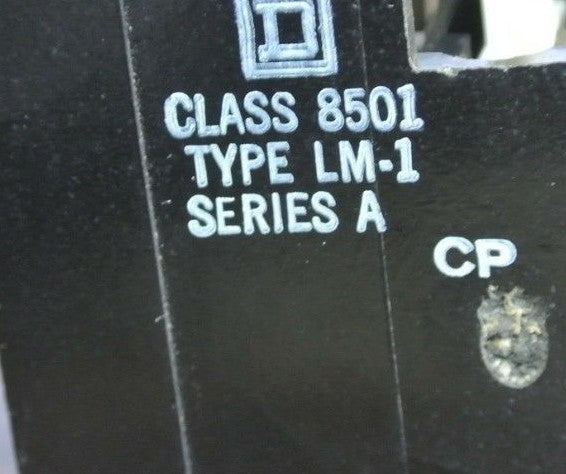 D
CLASS 8501
TYPE LM-1
SERIES A
CP